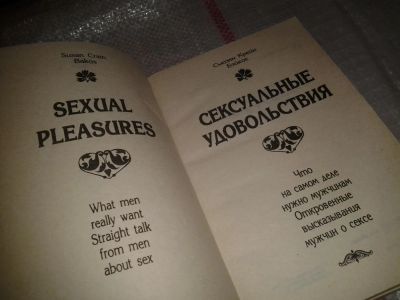 Susan Crain
Bakos
SEXUAL
PLEASURES
What men
really want
Straight talk
from men
about sex
Сьюзен Крейн
Бэйкос
СЕКСУАЛЬНЫЕ
УДОВОЛЬСТВИЯ
Что
на самом деле
нужно мужчинам
Откровенные
высказывания
мужчин о сексе